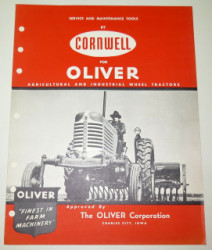 SERVICE AND MAINTENANCE TOOLS
BY
CORNWELL
FOR
OLIVER
AGRICULTURAL AND INDUSTRIAL WHEEL TRACTORS
OLIVER
"FINEST IN
FARM
MACHINERY"
Approved By
The OLIVER Corporation
CHARLES CITY, IOWA